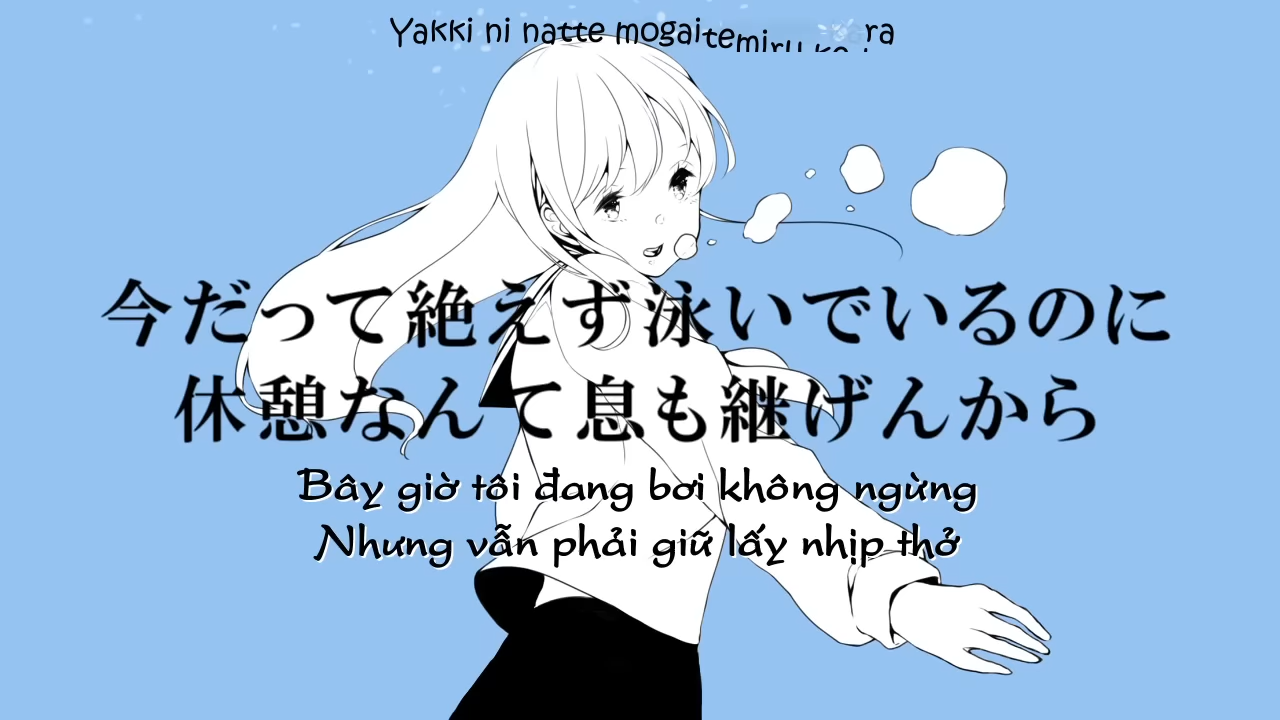 Yakki ni natte mogaitemiru
今だって絶えず泳いでいるのに
休憩なんて息も継げんから
Bây giờ tôi đang bơi không ngừng
Nhưng vẫn phải giữ lấy nhịp thở